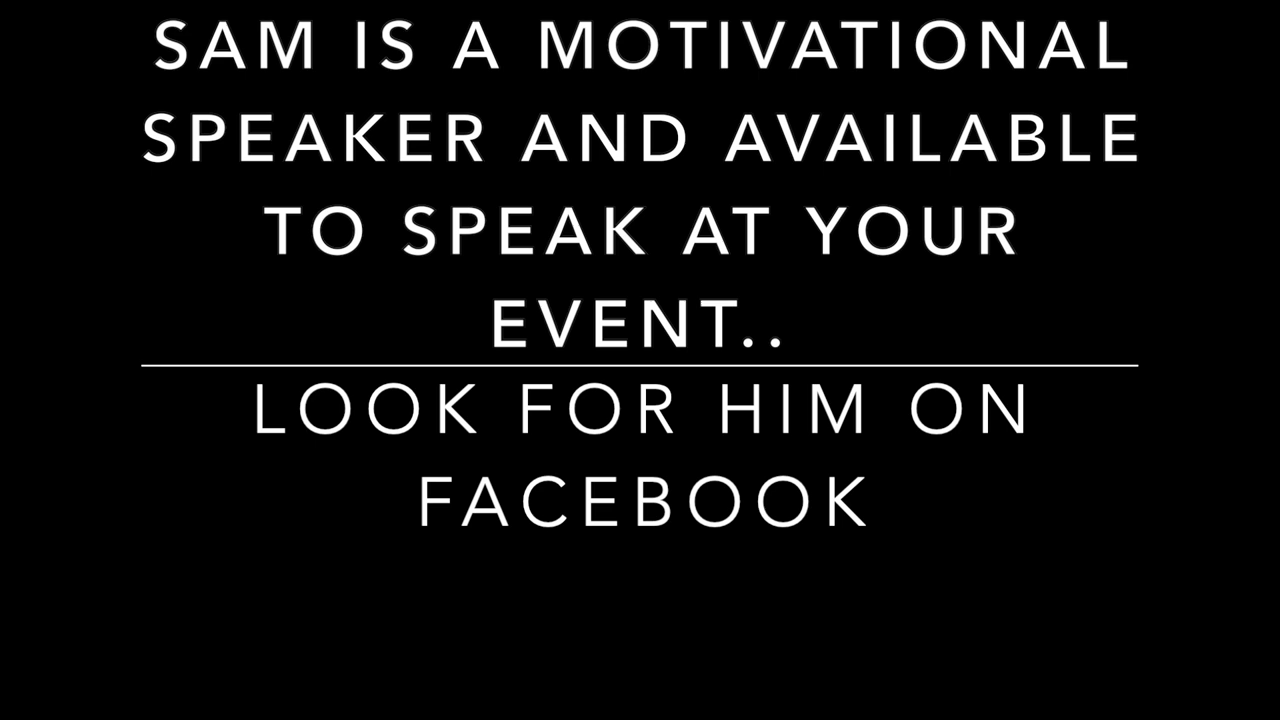 SAM IS A MOTIVATIONAL
SPEAKER AND AVAILABLE
TO SPEAK AT YOUR
EVENT..
LOOK FOR HIM ON
FACEBOOK